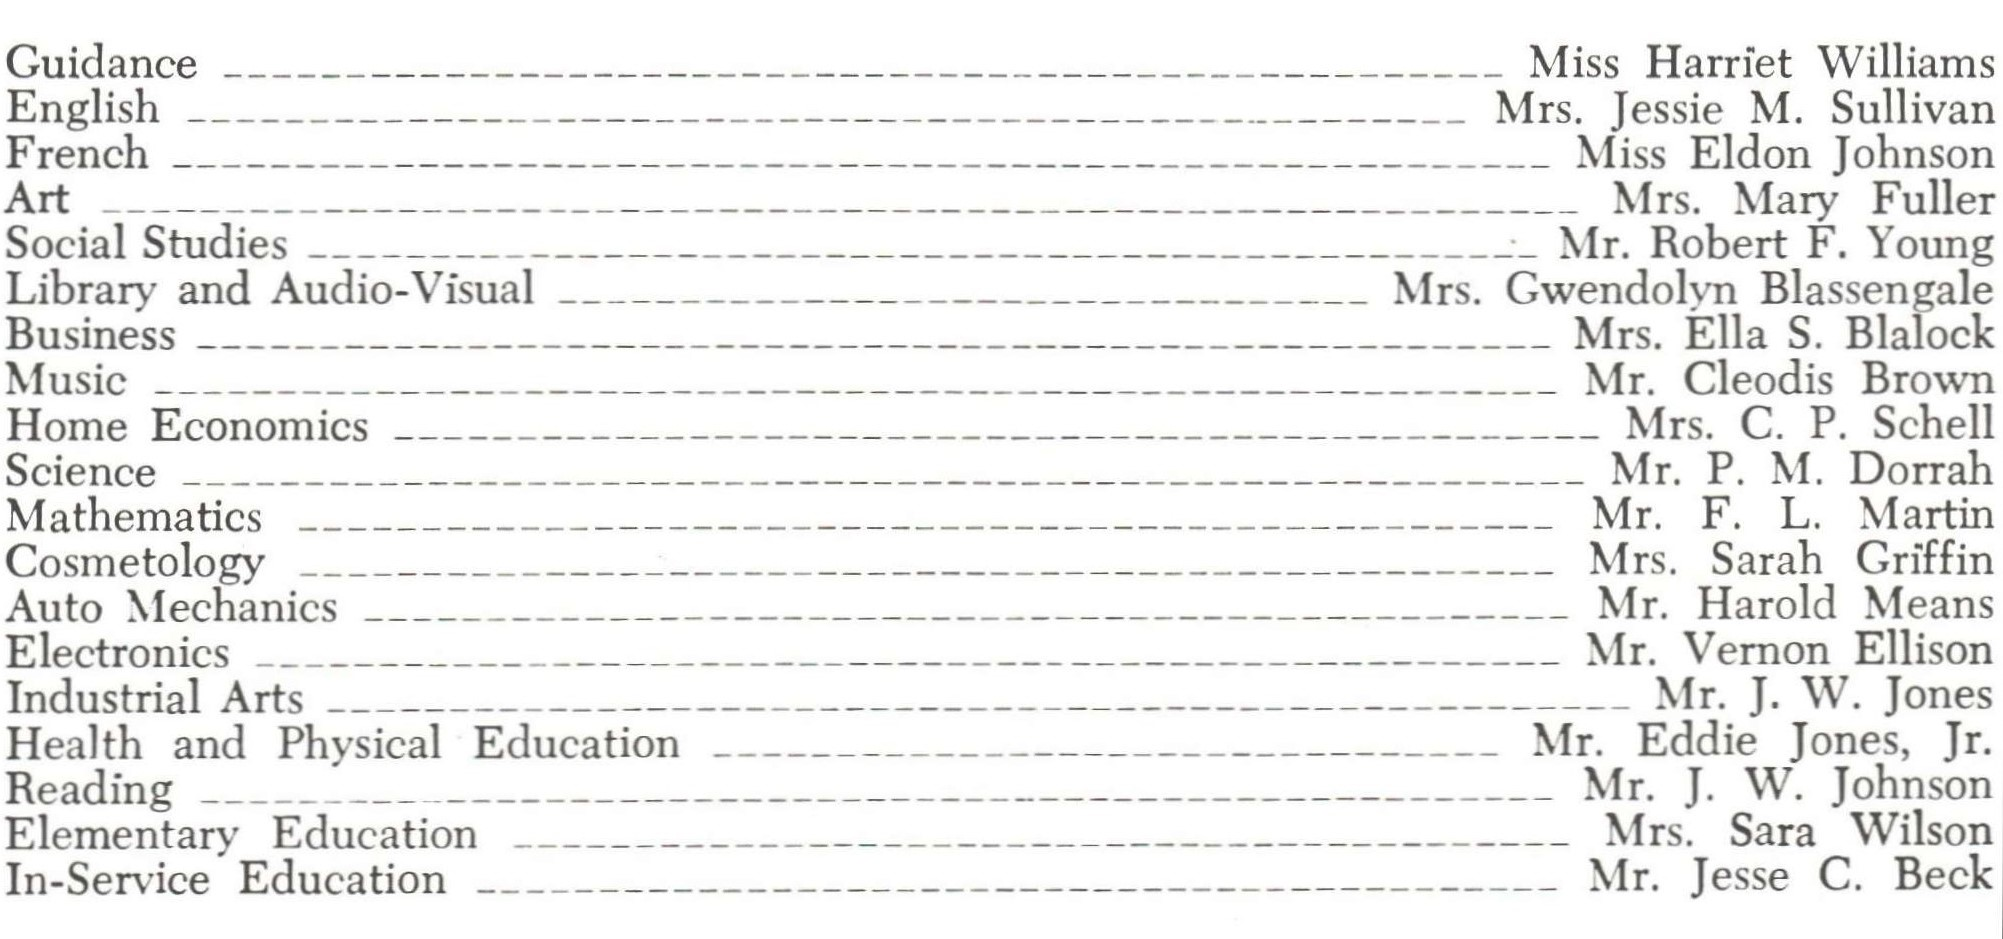 Guidance Miss Harriet Williams
English Mrs. Jessie M. Sullivan
French Miss Eldon Johnson
Art Mrs. Mary Fuller
Social Studies Mr. Robert F. Young
Library and Audio-Visual Mrs. Gwendolyn Blassengale
Business Mrs. Ella S. Blalock
Music Mr. Cleodis Brown
Home Economics Mrs. C. P. Schell
Science Mr. P. M. Dorrah
Mathematics Mr. F. L. Martin
Cosmetology Mrs. Sarah Griffin
Auto Mechanics Mr. Harold Means
Electronics Mr. Vernon Ellison
Industrial Arts Mr. J. W. Jones
Health and Physical Education Mr. Eddie Jones, Jr.
Reading Mr. J. W. Johnson
Elementary Education Mrs. Sara Wilson
In-Service Education Mr. Jesse C. Beck